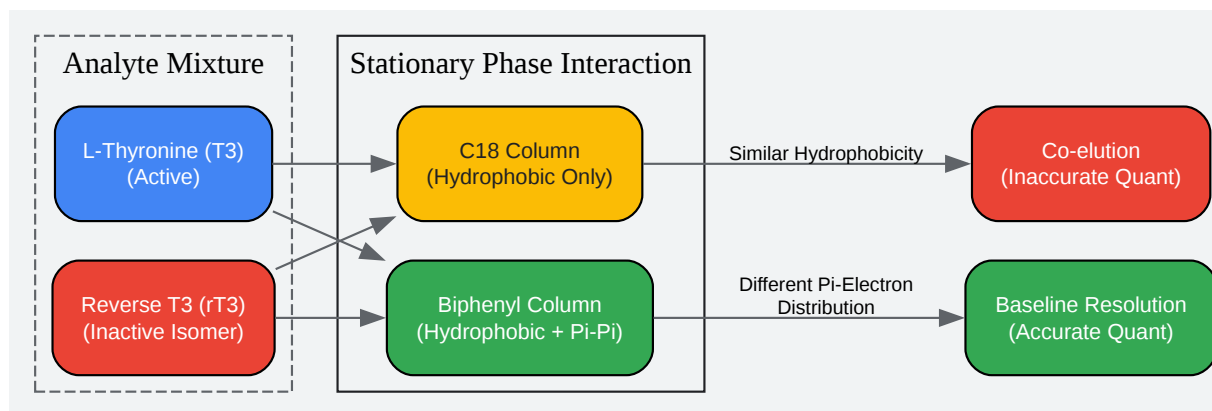 Analyte Mixture
Stationary Phase Interaction
L-Thyronine (T3)
(Active)
C18 Column
(Hydrophobic Only)
Similar Hydrophobicity
Co-elution
(Inaccurate Quant)
Reverse T3 (rT3)
(Inactive Isomer)
Biphenyl Column
(Hydrophobic + Pi-Pi)
Different Pi-Electron
Distribution
Baseline Resolution
(Accurate Quant)